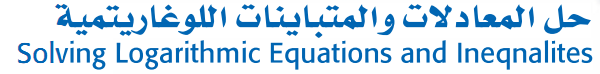 حل المعادلات والمتباينات اللوغاريتمية
Solving Logarithmic Equations and Ineqnalites